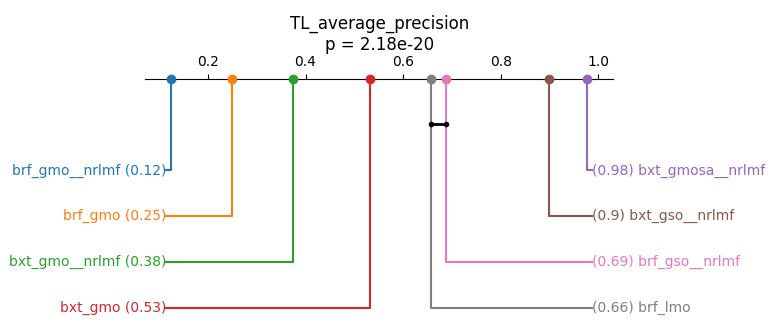 TL_average_precision
p = 2.18e-20
0.2 0.4 0.6 0.8 1.0
brf_gmo__nrlmf (0.12) (0.98) bxt_gmosa__nrlmf
brf_gmo (0.25) (0.9) bxt_gso__nrlmf
bxt_gmo__nrlmf (0.38) (0.69) brf_gso__nrlmf
bxt_gmo (0.53) (0.66) brf_lmo